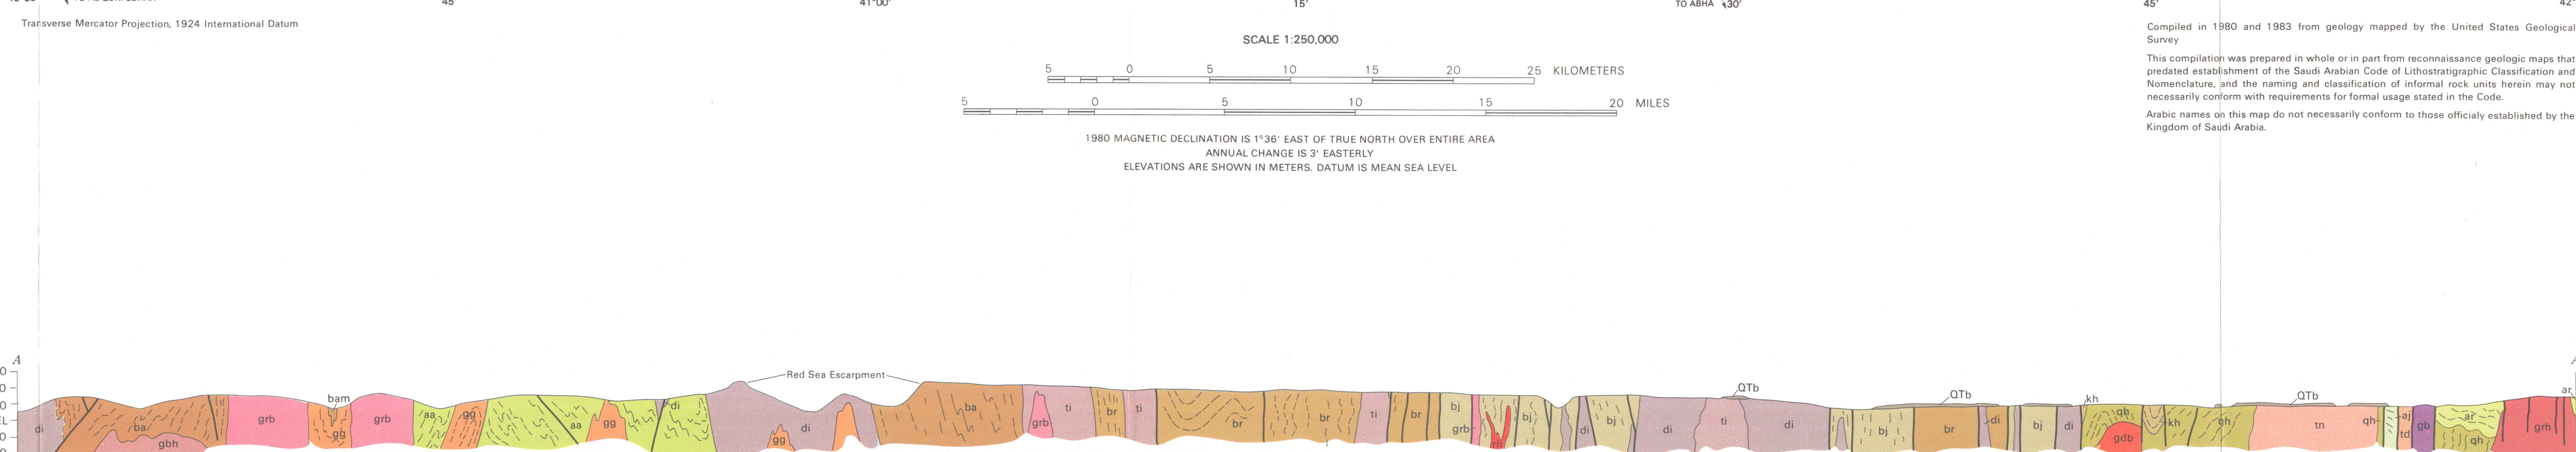 45'
41°00'
15'
TO ABHA
30'
45'
42°
Transverse Mercator Projection, 1924 International Datum
SCALE 1:250,000
5 0 5 10 15 20 25 KILOMETERS
5 0 5 10 15 20 MILES
1980 MAGNETIC DECLINATION IS 1°36' EAST OF TRUE NORTH OVER ENTIRE AREA
ANNUAL CHANGE IS 3' EASTERLY
ELEVATIONS ARE SHOWN IN METERS. DATUM IS MEAN SEA LEVEL
Compiled in 1980 and 1983 from geology mapped by the United States Geological
Survey
This compilation was prepared in whole or in part from reconnaissance geologic maps that
predated establishment of the Saudi Arabian Code of Lithostratigraphic Classification and
Nomenclature, and the naming and classification of informal rock units herein may not
necessarily conform with requirements for formal usage stated in the Code.
Arabic names on this map do not necessarily conform to those officialy established by the
Kingdom of Saudi Arabia.
A
Red Sea Escarpment
QTb
QTb
QTb
ar
bam
kh
di
ba
gbh
grb
gg
grb
aa
gg
aa
gg
di
gg
di
ba
grb
ti
br
ti
br
br
ti
br
bj
grb
rh
bj
di
bj
di
ti
di
bj
br
di
bj
di
qh
gdb
kh
qh
tn
qh
aj
td
gb
ar
qh
grh